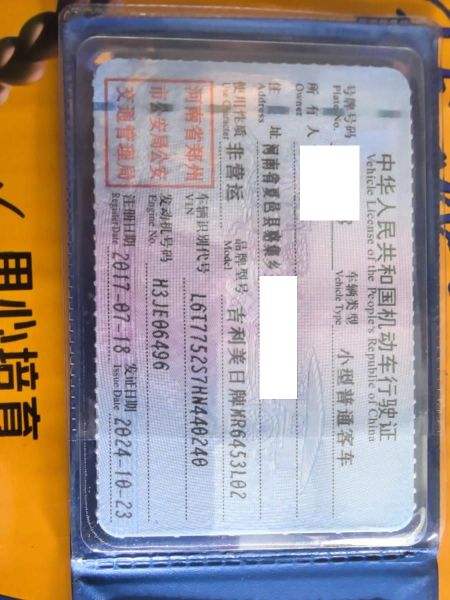 中华人民共和国机动车行驶证
Vehicle License of the People's Republic of China
号牌号码
Plate No.
车辆类型 小型普通客车
Vehicle Type
所有人
Owner
住址 河南省夏邑县
Address
使用性质 非营运
Use Character
品牌型号 吉利美日牌MR6453L02
Model
河南省郑州
市公安局公安
交通管理局
车辆识别代号 L6T7752S7HN440240
VIN
发动机号码 H3JE06496
Engine No.
注册日期 2017-07-18
Register Date
发证日期 2024-10-23
Issue Date
用心培育